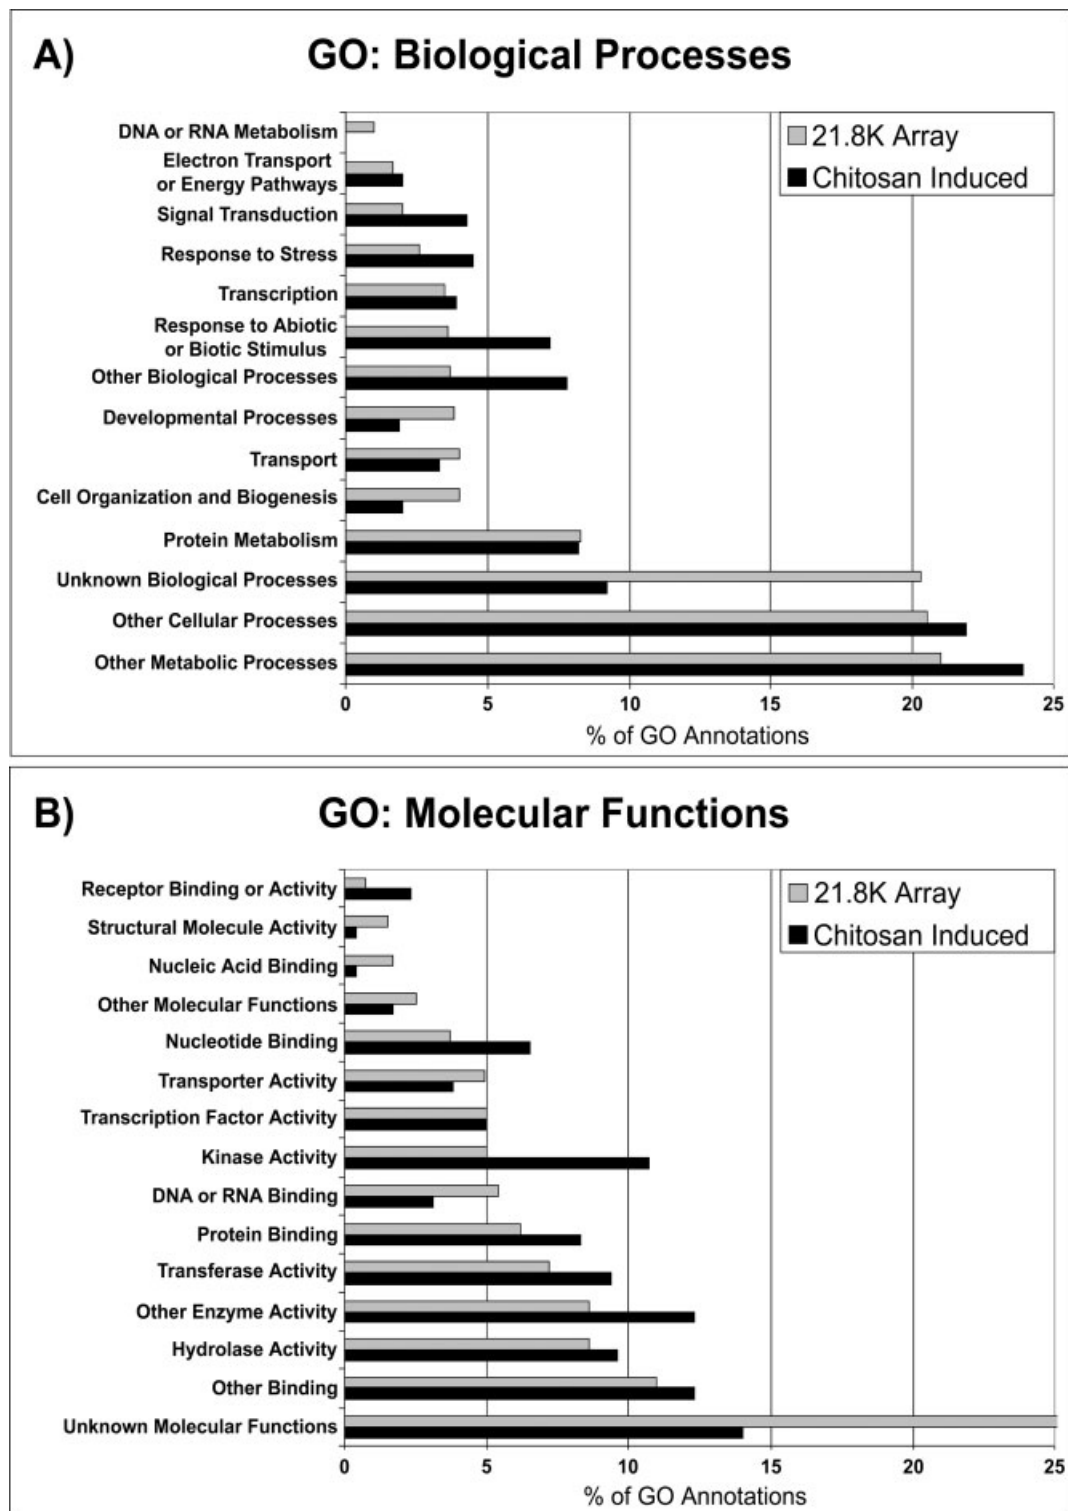 A) GO: Biological Processes
21.8K Array
Chitosan Induced
DNA or RNA Metabolism
Electron Transport
or Energy Pathways
Signal Transduction
Response to Stress
Transcription
Response to Abiotic
or Biotic Stimulus
Other Biological Processes
Developmental Processes
Transport
Cell Organization and Biogenesis
Protein Metabolism
Unknown Biological Processes
Other Cellular Processes
Other Metabolic Processes
0 5 10 15 20 25
% of GO Annotations
B) GO: Molecular Functions
21.8K Array
Chitosan Induced
Receptor Binding or Activity
Structural Molecule Activity
Nucleic Acid Binding
Other Molecular Functions
Nucleotide Binding
Transporter Activity
Transcription Factor Activity
Kinase Activity
DNA or RNA Binding
Protein Binding
Transferase Activity
Other Enzyme Activity
Hydrolase Activity
Other Binding
Unknown Molecular Functions
0 5 10 15 20 25
% of GO Annotations